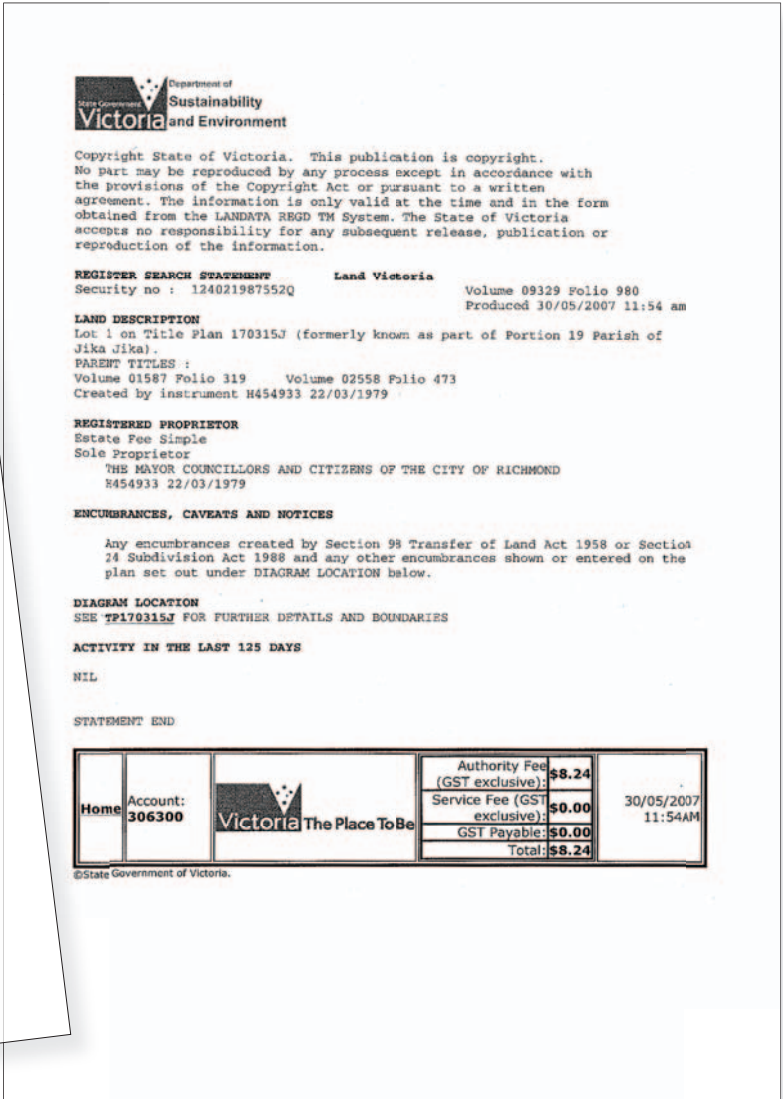 Department of
Sustainability
and Environment
State Government
Victoria
Copyright State of Victoria. This publication is copyright.
No part may be reproduced by any process except in accordance with
the provisions of the Copyright Act or pursuant to a written
agreement. The information is only valid at the time and in the form
obtained from the LANDATA REGD TM System. The State of Victoria
accepts no responsibility for any subsequent release, publication or
reproduction of the information.
REGISTER SEARCH STATEMENT Land Victoria
Security no : 124021987552Q Volume 09329 Folio 980
Produced 30/05/2007 11:54 am
LAND DESCRIPTION
Lot 1 on Title Plan 170315J (formerly known as part of Portion 19 Parish of
Jika Jika).
PARENT TITLES :
Volume 01587 Folio 319 Volume 02558 Folio 473
Created by instrument H454933 22/03/1979
REGISTERED PROPRIETOR
Estate Fee Simple
Sole Proprietor
THE MAYOR COUNCILLORS AND CITIZENS OF THE CITY OF RICHMOND
H454933 22/03/1979
ENCUMBRANCES, CAVEATS AND NOTICES
Any encumbrances created by Section 98 Transfer of Land Act 1958 or Section
24 Subdivision Act 1988 and any other encumbrances shown or entered on the
plan set out under DIAGRAM LOCATION below.
DIAGRAM LOCATION
SEE TP170315J FOR FURTHER DETAILS AND BOUNDARIES
ACTIVITY IN THE LAST 125 DAYS
NIL
STATEMENT END
Home
Account:
306300
Victoria The Place To Be
Authority Fee
(GST exclusive): $8.24
Service Fee (GST
exclusive): $0.00
GST Payable: $0.00
Total: $8.24
30/05/2007
11:54AM
©State Government of Victoria.